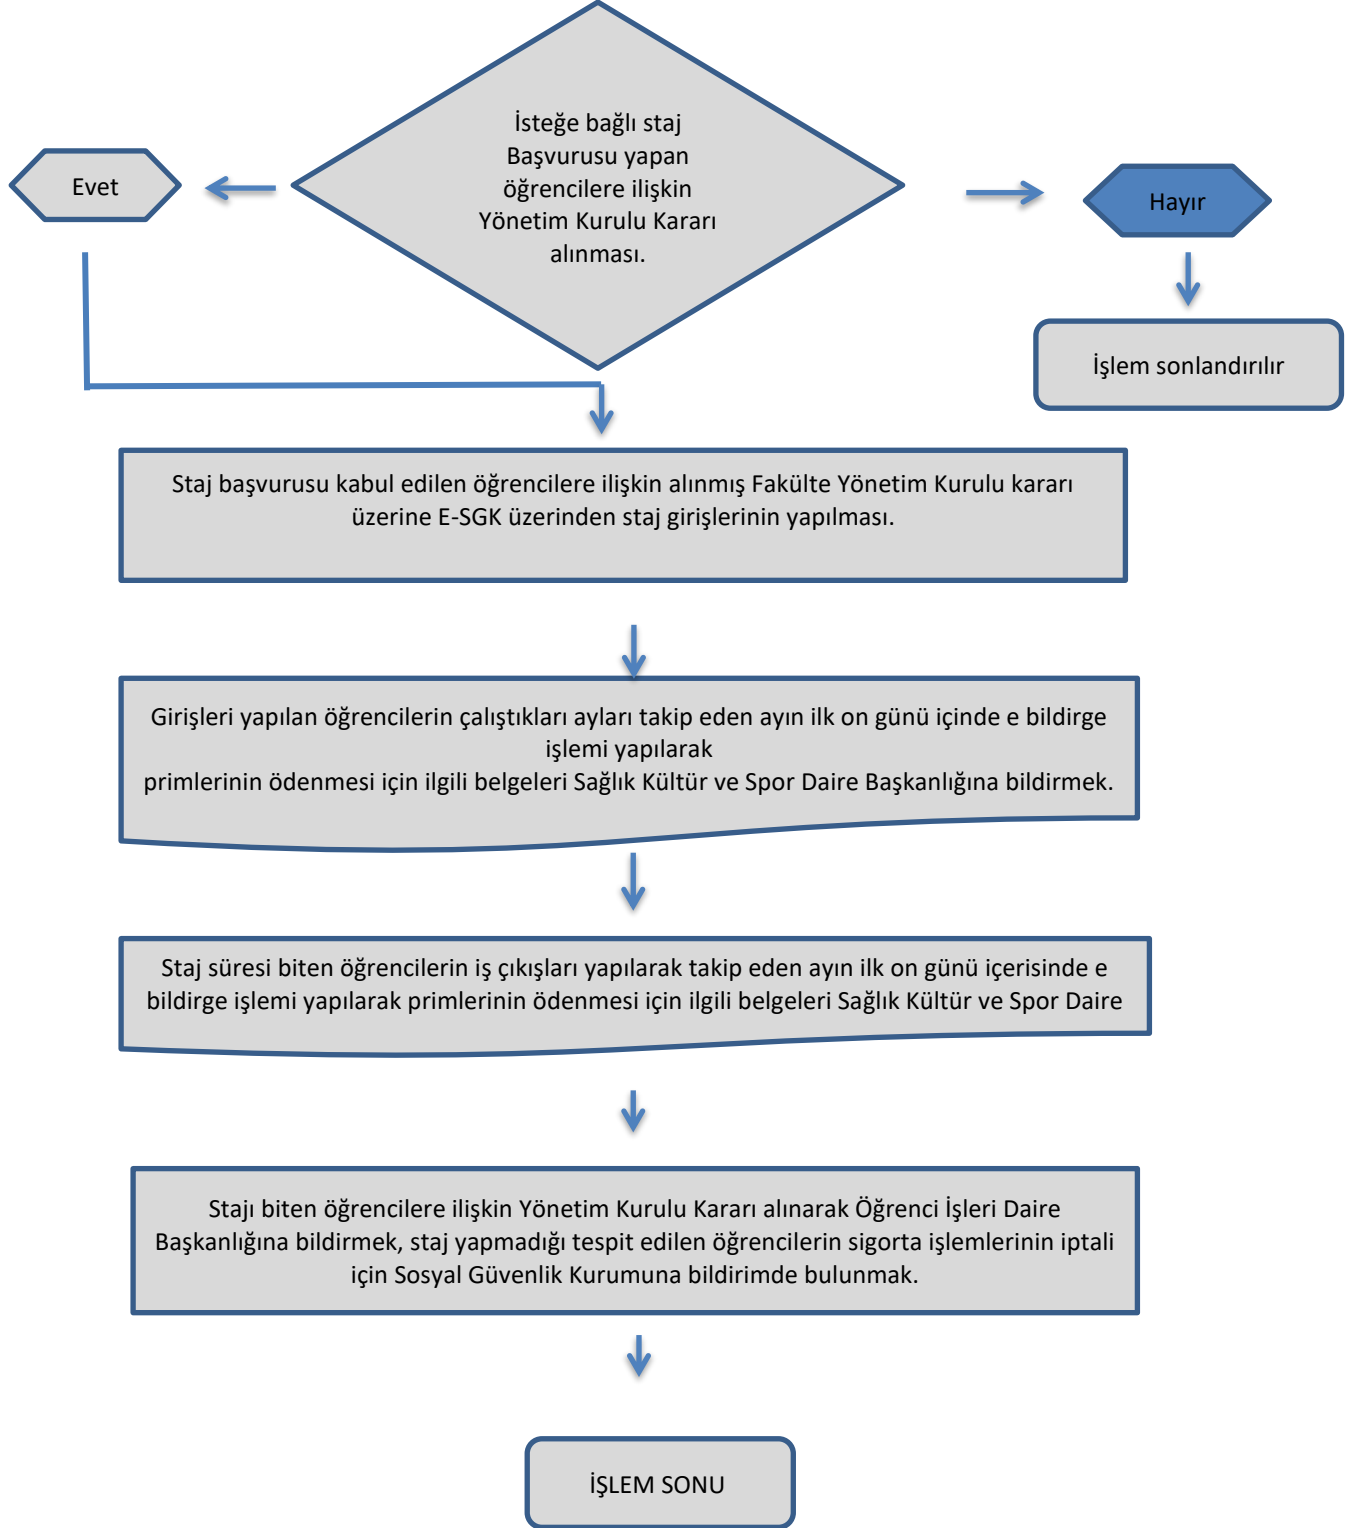 İsteğe bağlı staj
Başvurusu yapan
öğrencilere ilişkin
Yönetim Kurulu Kararı
alınması.
Evet
Hayır
İşlem sonlandırılır
Staj başvurusu kabul edilen öğrencilere ilişkin alınmış Fakülte Yönetim Kurulu kararı
üzerine E-SGK üzerinden staj girişlerinin yapılması.
Girişleri yapılan öğrencilerin çalıştıkları ayları takip eden ayın ilk on günü içinde e bildirge
işlemi yapılarak
primlerinin ödenmesi için ilgili belgeleri Sağlık Kültür ve Spor Daire Başkanlığına bildirmek.
Staj süresi biten öğrencilerin iş çıkışları yapılarak takip eden ayın ilk on günü içerisinde e
bildirge işlemi yapılarak primlerinin ödenmesi için ilgili belgeleri Sağlık Kültür ve Spor Daire
Stajı biten öğrencilere ilişkin Yönetim Kurulu Kararı alınarak Öğrenci İşleri Daire
Başkanlığına bildirmek, staj yapmadığı tespit edilen öğrencilerin sigorta işlemlerinin iptali
için Sosyal Güvenlik Kurumuna bildirimde bulunmak.
İŞLEM SONU